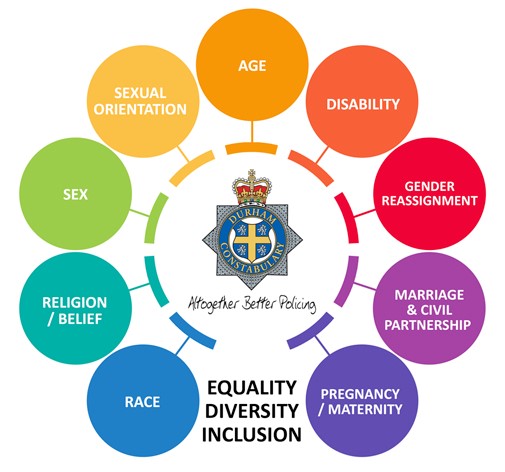 AGE
DISABILITY
GENDER
REASSIGNMENT
MARRIAGE
& CIVIL
PARTNERSHIP
PREGNANCY
/ MATERNITY
RACE
RELIGION
/ BELIEF
SEX
SEXUAL
ORIENTATION
DURHAM
CONSTABULARY
Altogether Better Policing
EQUALITY
DIVERSITY
INCLUSION